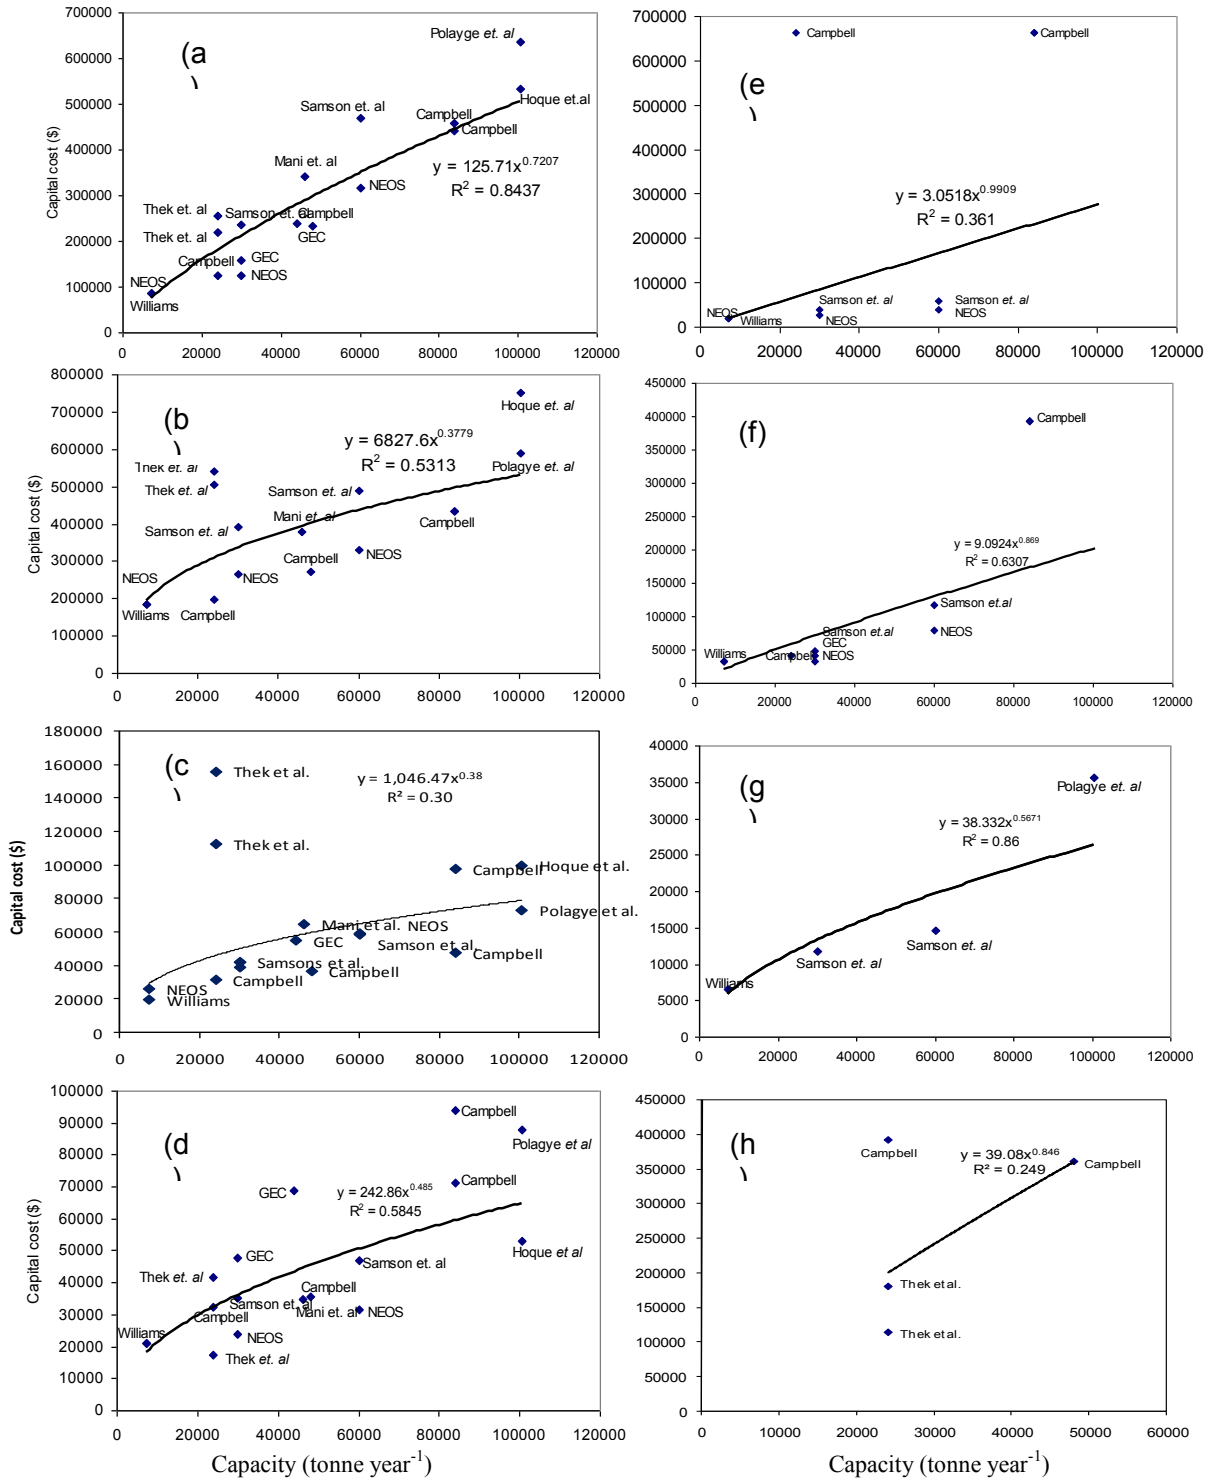 (a
)
Capital cost ($)
700000
600000
500000
400000
300000
200000
100000
0
Polayge et. al
Hoque et.al
Samson et. al
Campbell
Campbell
Mani et. al
y = 125.71x^0.7207
R² = 0.8437
NEOS
Thek et. al
Samson et. al
Campbell
Thek et. al
GEC
Campbell
GEC
NEOS
NEOS
Williams
0 20000 40000 60000 80000 100000 120000
(b
)
Capital cost ($)
800000
700000
600000
500000
400000
300000
200000
100000
0
Hoque et. al
y = 6827.6x^0.3779
R² = 0.5313
Thek et. al
Polagye et. al
Thek et. al
Samson et. al
Mani et. al
Samson et. al
Campbell
Campbell
NEOS
NEOS
NEOS
Williams
Campbell
0 20000 40000 60000 80000 100000 120000
(c
)
Capital cost ($)
180000
160000
140000
120000
100000
80000
60000
40000
20000
0
Thek et al.
y = 1,046.47x^0.38
R² = 0.30
Thek et al.
Campbell
Hoque et al.
Polagye et al.
Mani et al.
NEOS
GEC
Samson et al.
Campbell
Samsons et al.
Campbell
Campbell
NEOS
Williams
0 20000 40000 60000 80000 100000 120000
(d
)
Capital cost ($)
100000
90000
80000
70000
60000
50000
40000
30000
20000
10000
0
Campbell
Polagye et al
GEC
Campbell
y = 242.86x^0.485
R² = 0.5845
GEC
Hoque et al
Samson et. al
Thek et. al
Campbell
Samson et. al
Mani et. al
NEOS
Campbell
Williams
NEOS
Thek et. al
0 20000 40000 60000 80000 100000 120000
Capacity (tonne year⁻¹)
(e
)
700000
600000
500000
400000
300000
200000
100000
0
Campbell
Campbell
y = 3.0518x^0.9909
R² = 0.361
Samson et. al
Samson et. al
NEOS
NEOS
NEOS
Williams
0 20000 40000 60000 80000 100000 120000
(f)
450000
400000
350000
300000
250000
200000
150000
100000
50000
0
Campbell
y = 9.0924x^0.869
R² = 0.6307
Samson et.al
Samson et.al
NEOS
GEC
Williams
Campbell
NEOS
0 20000 40000 60000 80000 100000 120000
(g
)
40000
35000
30000
25000
20000
15000
10000
5000
0
Polagye et. al
y = 38.332x^0.5671
R² = 0.86
Samson et. al
Samson et. al
Williams
0 20000 40000 60000 80000 100000 120000
(h
)
450000
400000
350000
300000
250000
200000
150000
100000
50000
0
Campbell
y = 39.08x^0.846
R² = 0.249
Campbell
Thek et al.
Thek et al.
0 10000 20000 30000 40000 50000 60000
Capacity (tonne year⁻¹)